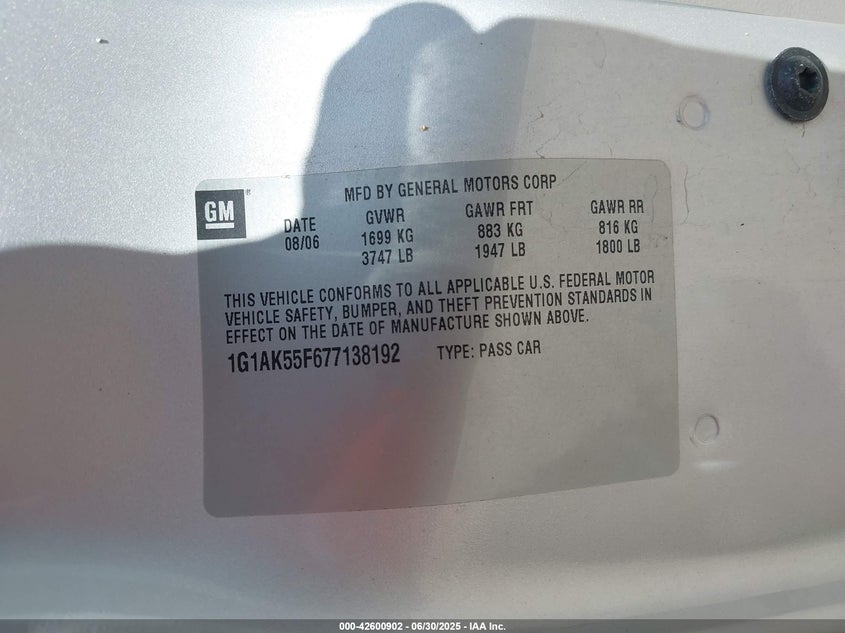 GM ®
MFD BY GENERAL MOTORS CORP
DATE GVWR GAWR FRT GAWR RR
08/06 1699 KG 883 KG 816 KG
3747 LB 1947 LB 1800 LB
THIS VEHICLE CONFORMS TO ALL APPLICABLE U.S. FEDERAL MOTOR
VEHICLE SAFETY, BUMPER, AND THEFT PREVENTION STANDARDS IN
EFFECT ON THE DATE OF MANUFACTURE SHOWN ABOVE.
1G1AK55F677138192 TYPE: PASS CAR
000-42600902 - 06/30/2025 - IAA Inc.